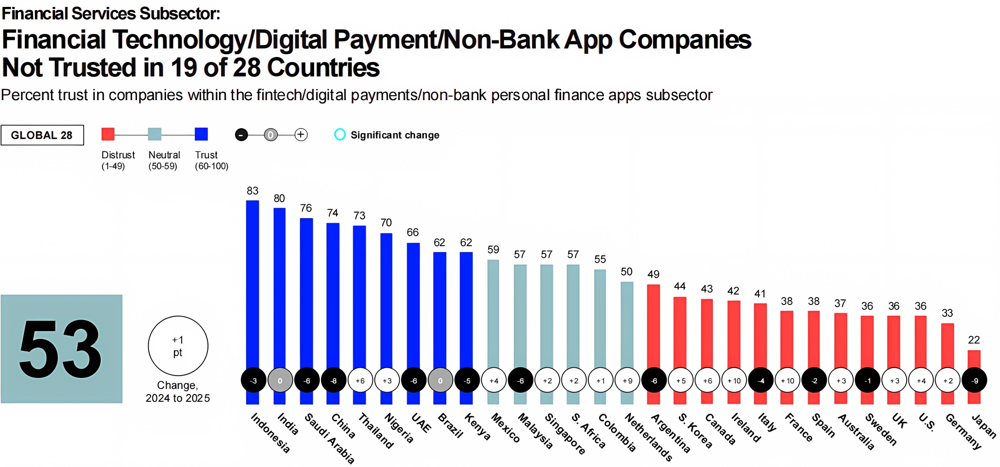 Financial Services Subsector:
Financial Technology/Digital Payment/Non-Bank App Companies
Not Trusted in 19 of 28 Countries
Percent trust in companies within the fintech/digital payments/non-bank personal finance apps subsector
GLOBAL 28
- 0 +
Significant change
Distrust Neutral Trust
(1-49) (50-59) (60-100)
83 80 76 74 73 70 66 62 62 59 57 57 57 55 50 49 44 43 42 41 38 38 37 36 36 36 33 22
53
+1
pt
Change,
2024 to 2025
-3 0 -6 -8 +6 +3 -6 0 -5 +4 -6 +2 +2 +1 +9 -6 +5 +6 +10 -4 +10 -2 +3 -1 +3 +4 +2 -9
Indonesia
India
Saudi Arabia
China
Thailand
Nigeria
UAE
Brazil
Kenya
Mexico
Malaysia
Singapore
S. Africa
Colombia
Netherlands
Argentina
S. Korea
Canada
Ireland
Italy
France
Spain
Australia
Sweden
UK
U.S.
Germany
Japan